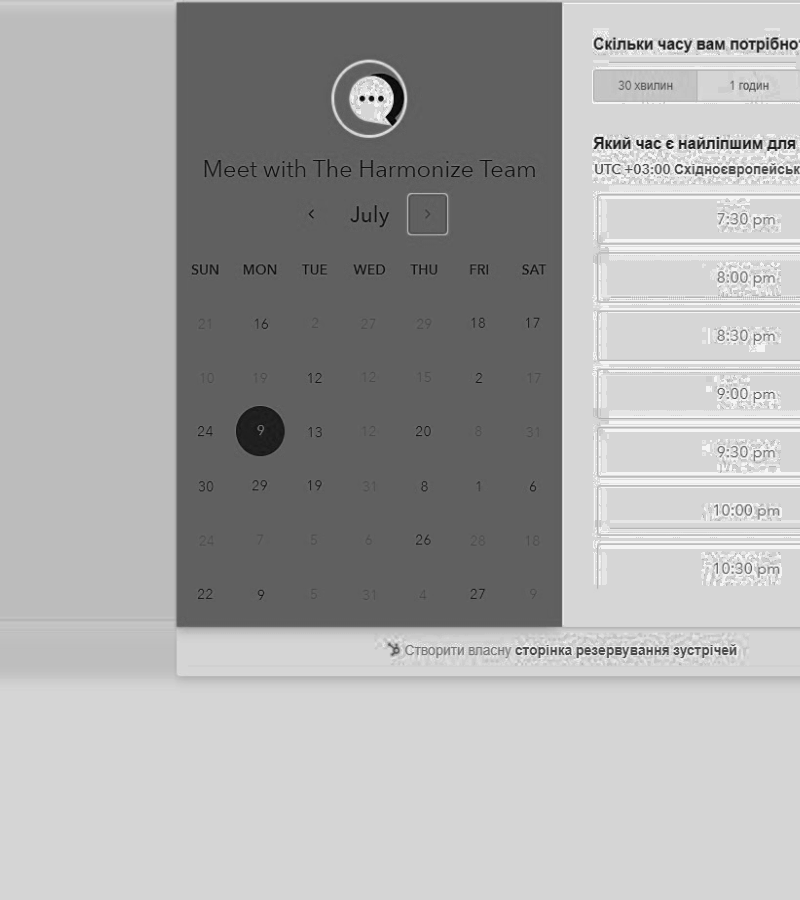 Meet with The Harmonize Team
July
SUN MON TUE WED THU FRI SAT
21 16 2 27 29 18 17
10 19 12 12 15 2 17
24 9 13 12 20 8 31
30 29 19 31 8 1 6
24 7 5 6 26 28 18
22 9 5 31 4 27 9
Скільки часу вам потрібно
30 хвилин 1 годин
Який час є найліпшим для
UTC +03:00 Східноєвропейськ
7:30 pm
8:00 pm
8:30 pm
9:00 pm
9:30 pm
10:00 pm
10:30 pm
Створити власну сторінка резервування зустрічей